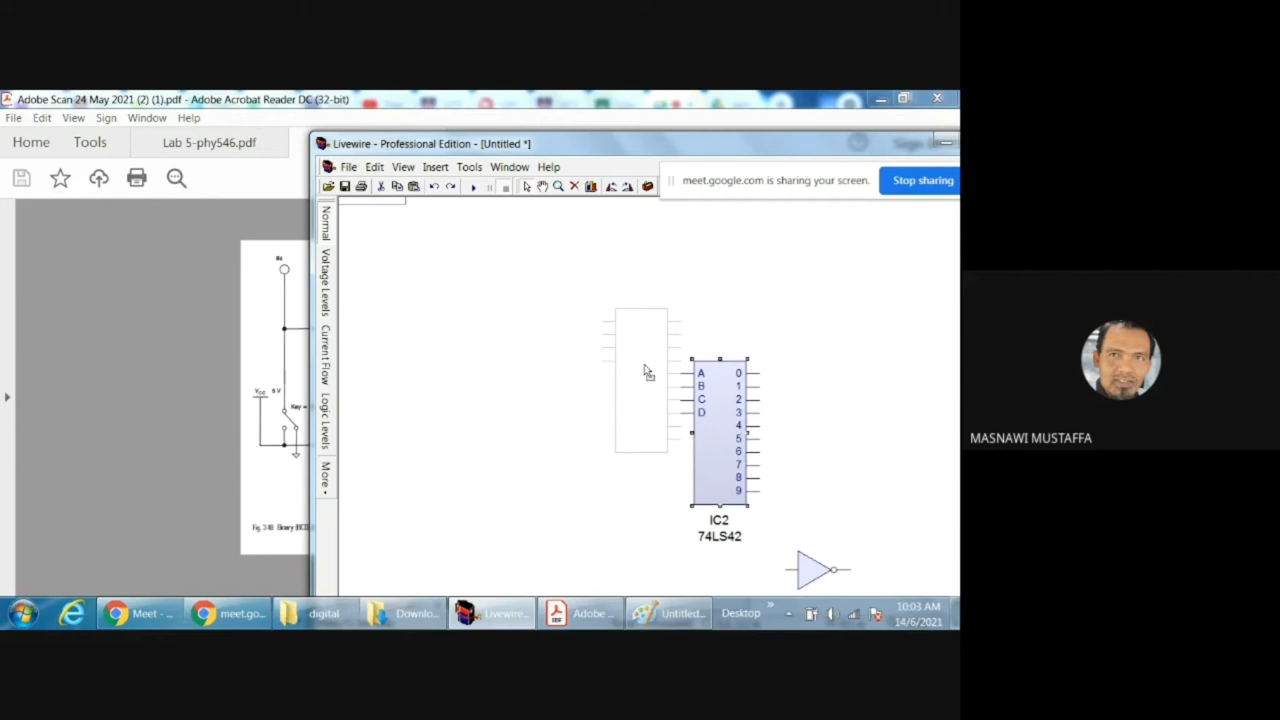 Adobe Scan 24 May 2021 (2) (1).pdf - Adobe Acrobat Reader DC (32-bit)
File Edit View Sign Window Help
Home Tools Lab 5-phy546.pdf
Livewire - Professional Edition - [Untitled *]
File Edit View Insert Tools Window Help
meet.google.com is sharing your screen. Stop sharing
Normal
Voltage Levels
Current Flow
Logic Levels
More
Vcc 5 V
Key =
A 0
B 1
C 2
D 3
4
5
6
7
8
9
IC2
74LS42
MASNAWI MUSTAFFA
Meet - ...
meet.go...
digital
Downlo...
Livewire...
Adobe ...
Untitled...
Desktop »
10:03 AM
14/6/2021